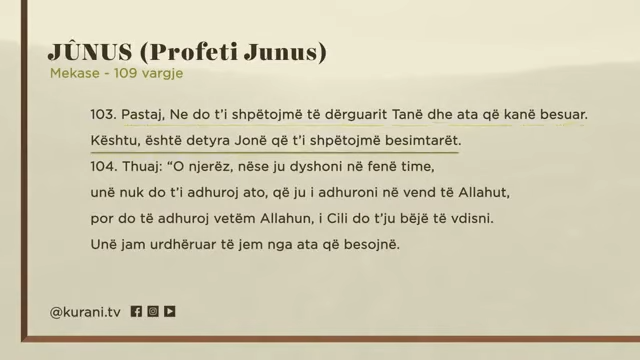 JÛNUS (Profeti Junus)
Mekase - 109 vargje
103. Pastaj, Ne do t'i shpëtojmë të dërguarit Tanë dhe ata që kanë besuar.
Kështu, është detyra Jonë që t'i shpëtojmë besimtarët.
104. Thuaj: "O njerëz, nëse ju dyshoni në fenë time,
unë nuk do t'i adhuroj ato, që ju i adhuroni në vend të Allahut,
por do të adhuroj vetëm Allahun, i Cili do t'ju bëjë të vdisni.
Unë jam urdhëruar të jem nga ata që besojnë.
@kurani.tv